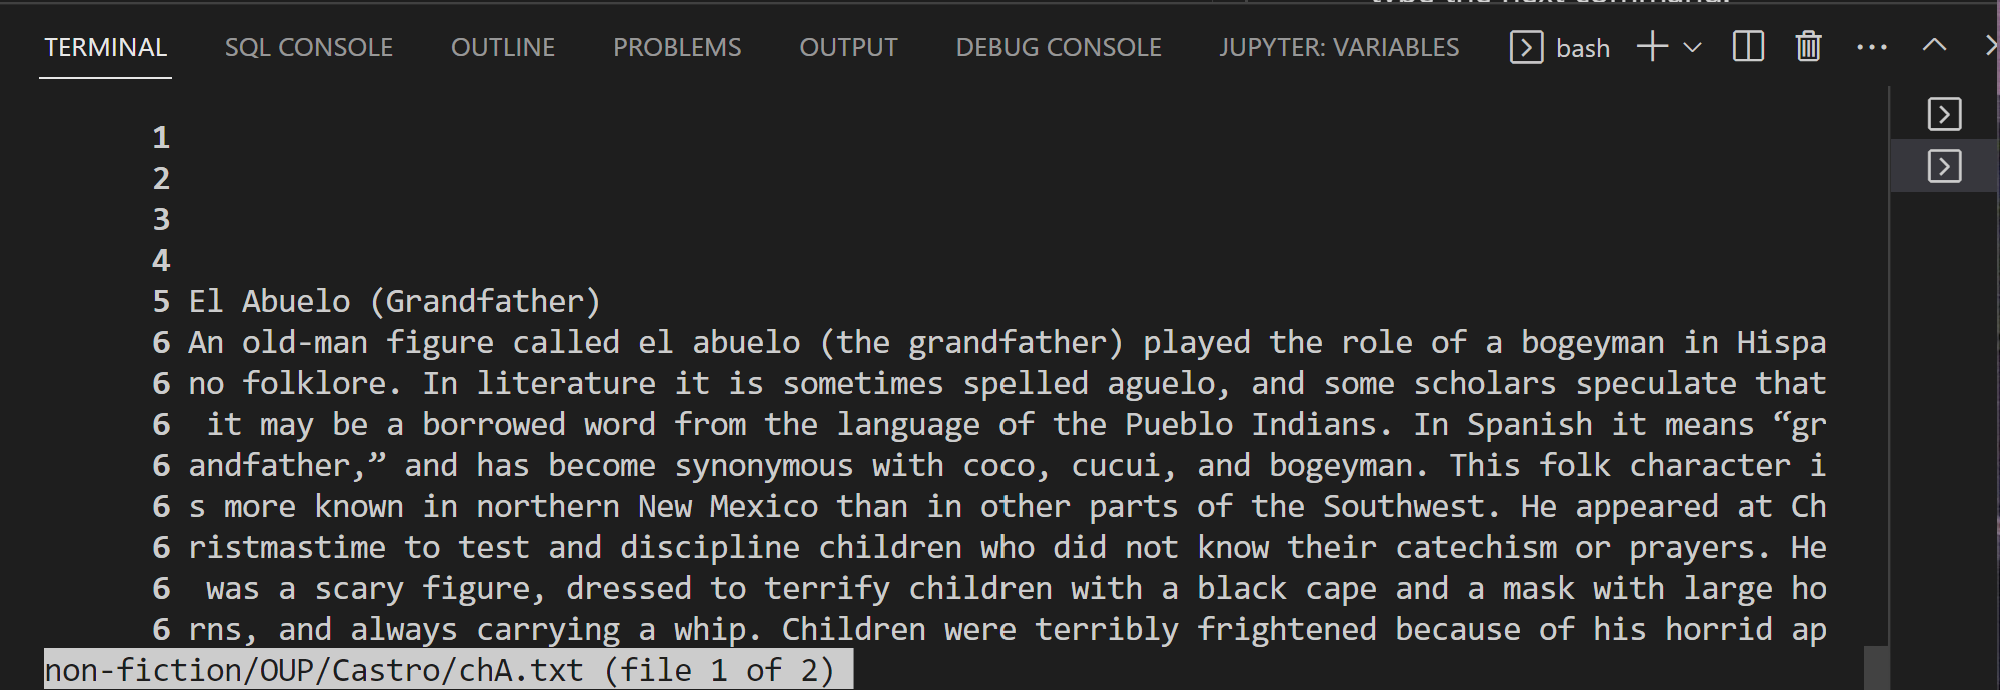 TERMINAL SQL CONSOLE OUTLINE PROBLEMS OUTPUT DEBUG CONSOLE JUPYTER: VARIABLES bash
1
2
3
4
5 El Abuelo (Grandfather)
6 An old-man figure called el abuelo (the grandfather) played the role of a bogeyman in Hispa
6 no folklore. In literature it is sometimes spelled aguelo, and some scholars speculate that
6  it may be a borrowed word from the language of the Pueblo Indians. In Spanish it means “gr
6 andfather,” and has become synonymous with coco, cucui, and bogeyman. This folk character i
6 s more known in northern New Mexico than in other parts of the Southwest. He appeared at Ch
6 ristmastime to test and discipline children who did not know their catechism or prayers. He
6  was a scary figure, dressed to terrify children with a black cape and a mask with large ho
6 rns, and always carrying a whip. Children were terribly frightened because of his horrid ap
non-fiction/OUP/Castro/chA.txt (file 1 of 2)